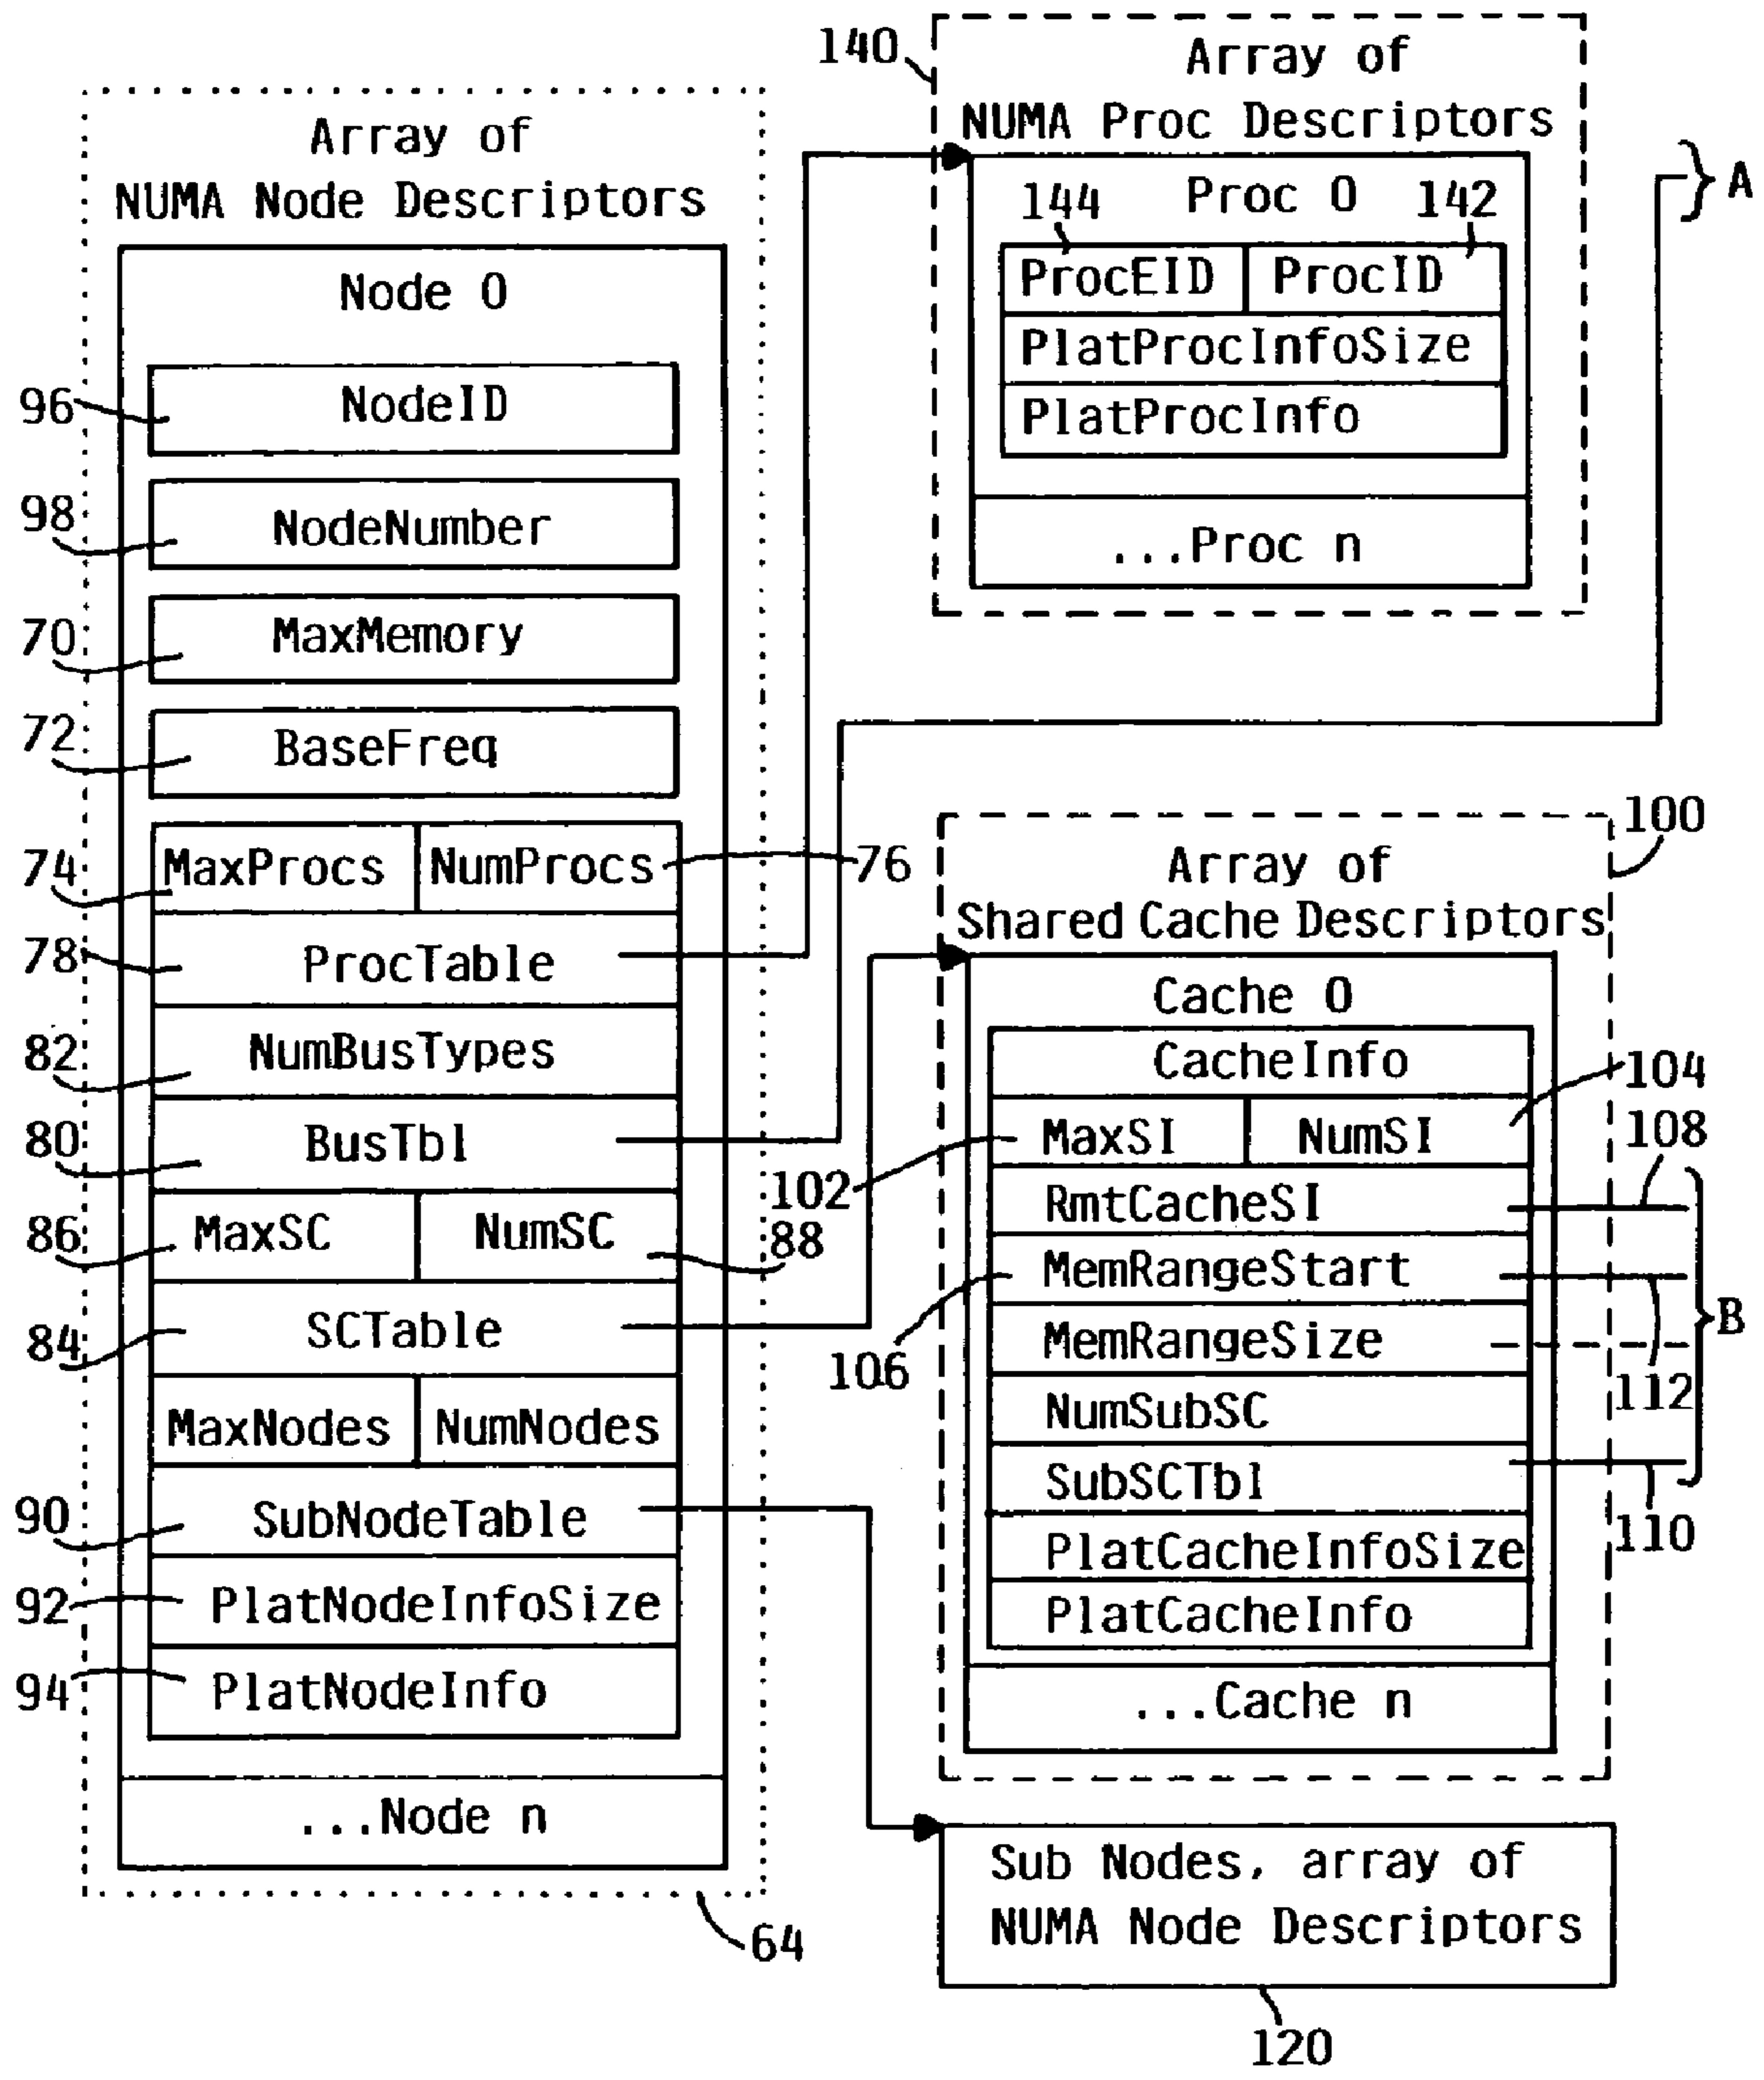 Array of
NUMA Node Descriptors
Node 0
96
NodeID
98
NodeNumber
70
MaxMemory
72
BaseFreq
74
MaxProcs
NumProcs
76
78
ProcTable
82
NumBusTypes
80
BusTbl
86
MaxSC
NumSC
88
84
SCTable
MaxNodes
NumNodes
90
SubNodeTable
92
PlatNodeInfoSize
94
PlatNodeInfo
...Node n
64
140
Array of
NUMA Proc Descriptors
144
Proc 0
142
ProcEID
ProcID
PlatProcInfoSize
PlatProcInfo
...Proc n
A
100
Array of
Shared Cache Descriptors
Cache 0
CacheInfo
104
102
MaxSI
NumSI
108
RmtCacheSI
106
MemRangeStart
112
MemRangeSize
B
NumSubSC
SubSCTbl
110
PlatCacheInfoSize
PlatCacheInfo
...Cache n
Sub Nodes, array of
NUMA Node Descriptors
120